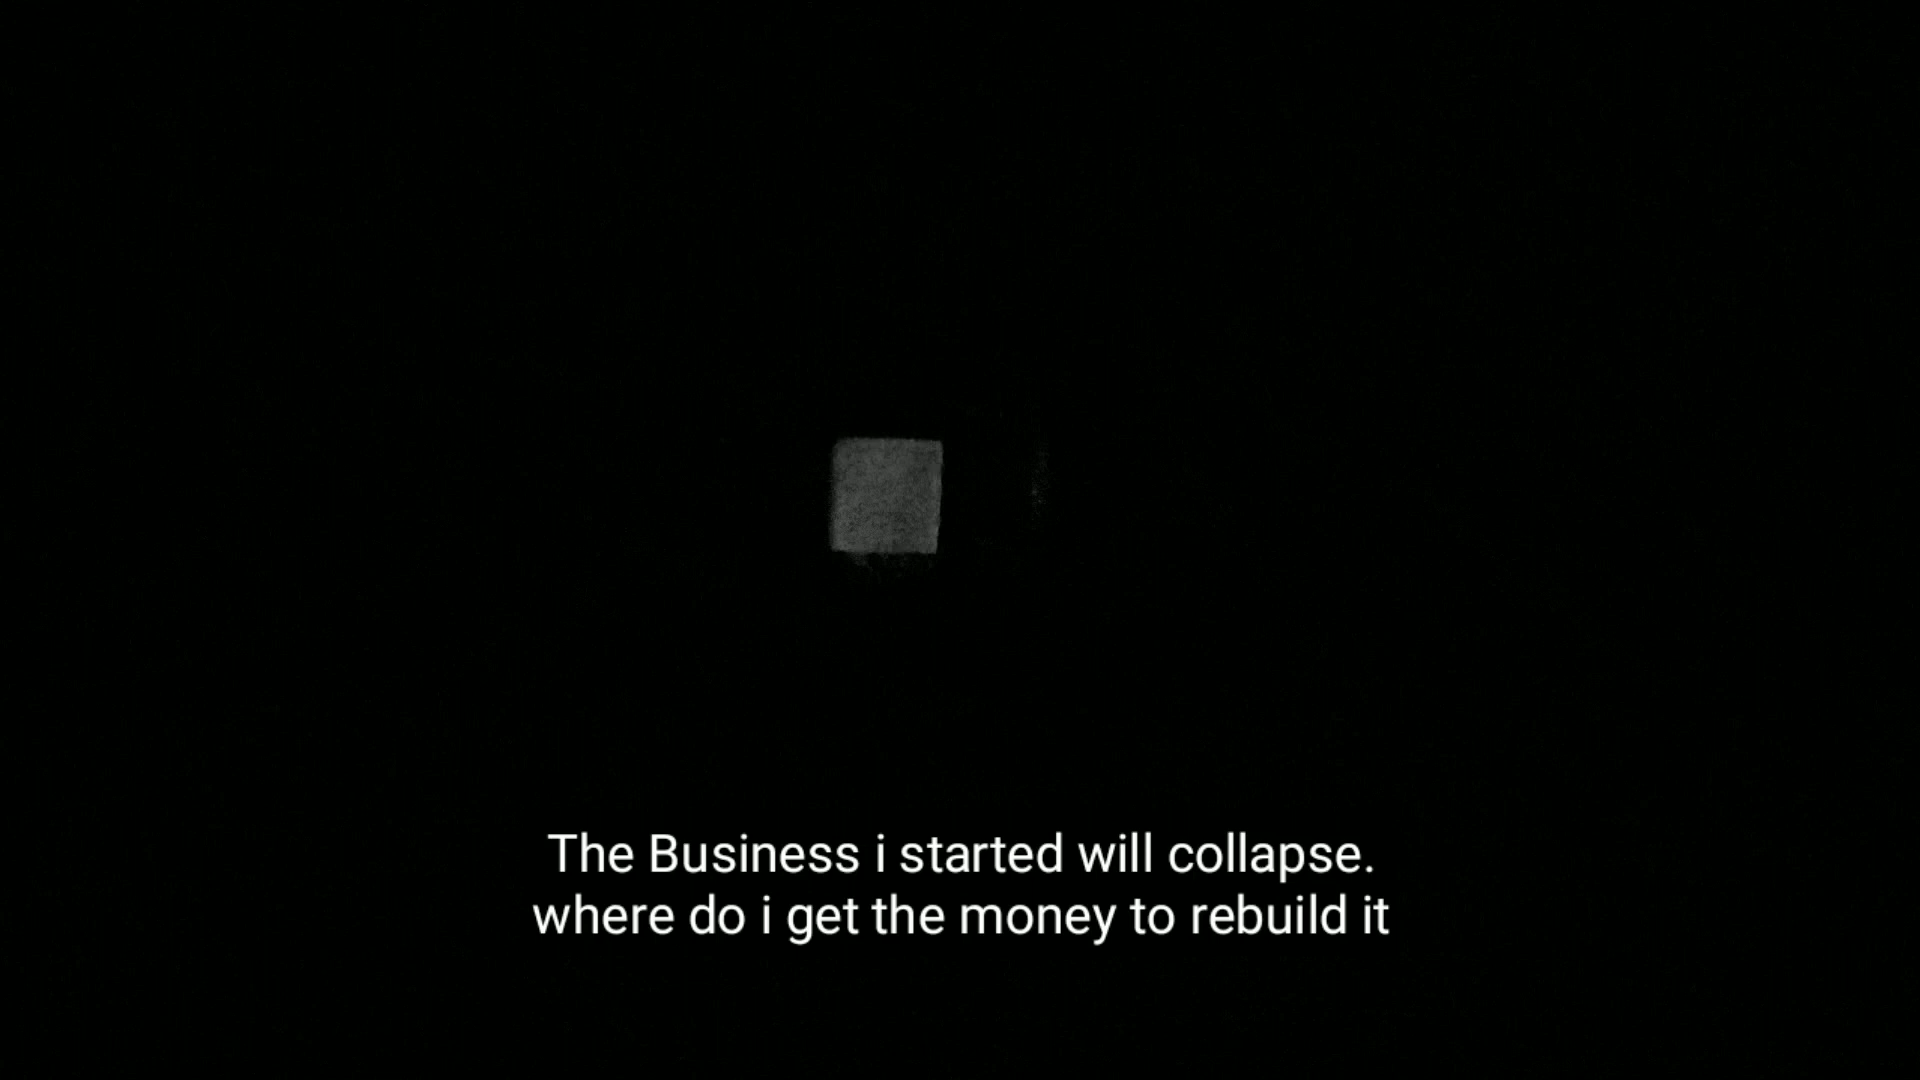 The Business i started will collapse.
where do i get the money to rebuild it